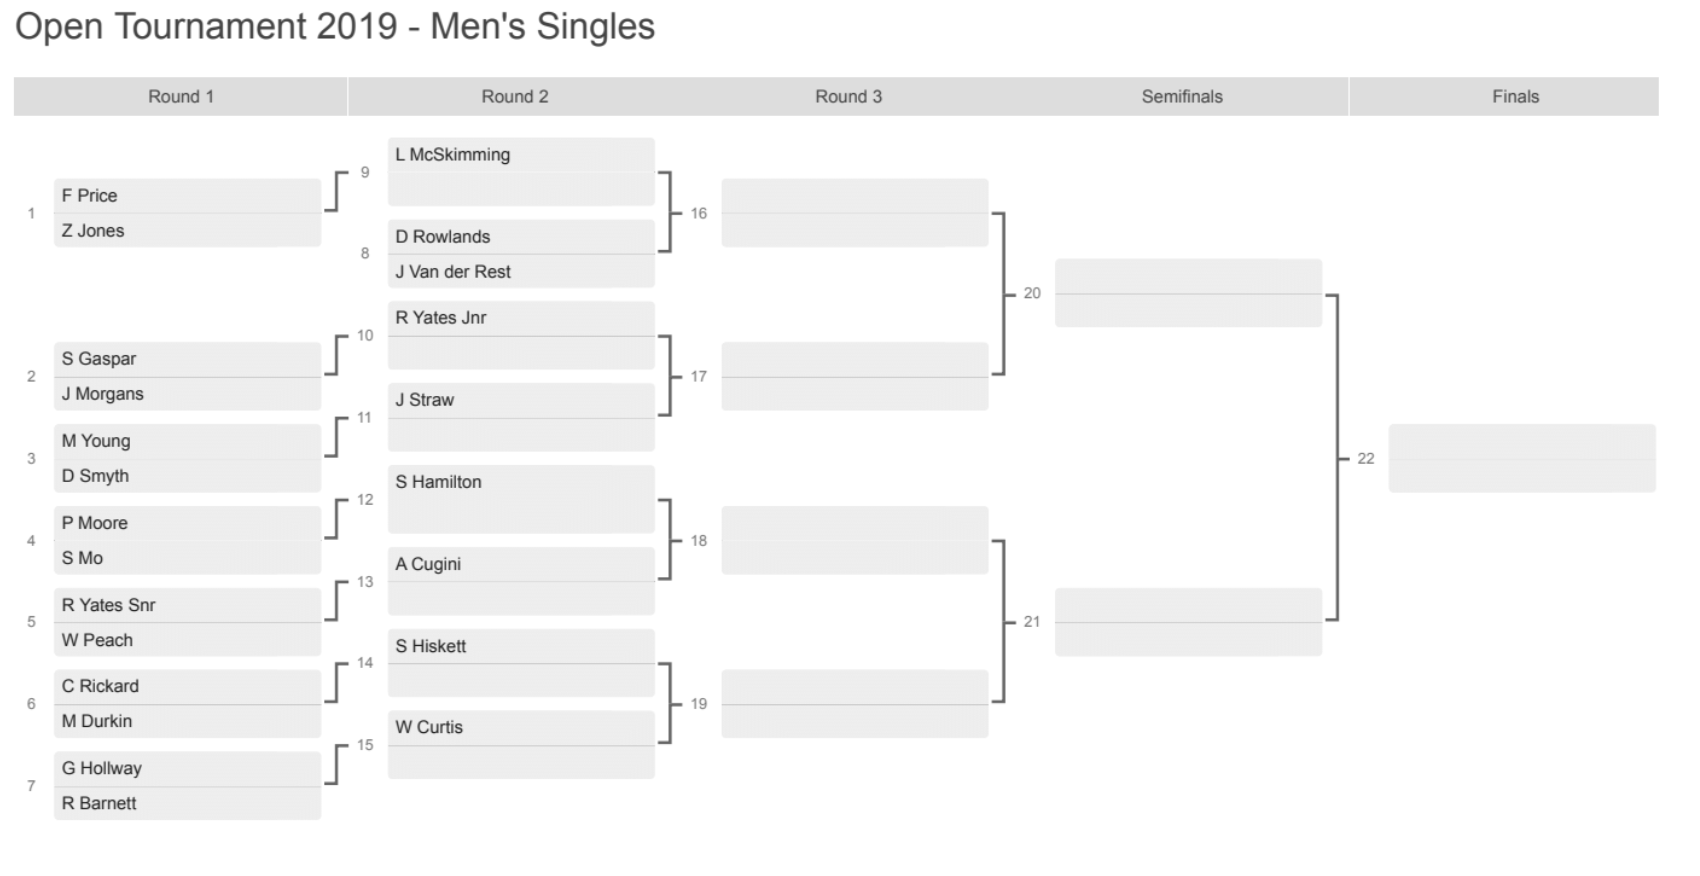 Open Tournament 2019 - Men's Singles
Round 1
Round 2
Round 3
Semifinals
Finals
1
F Price
Z Jones
2
S Gaspar
J Morgans
3
M Young
D Smyth
4
P Moore
S Mo
5
R Yates Snr
W Peach
6
C Rickard
M Durkin
7
G Hollway
R Barnett
9
L McSkimming
8
D Rowlands
J Van der Rest
10
R Yates Jnr
11
J Straw
12
S Hamilton
13
A Cugini
14
S Hiskett
15
W Curtis
16
17
18
19
20
21
22